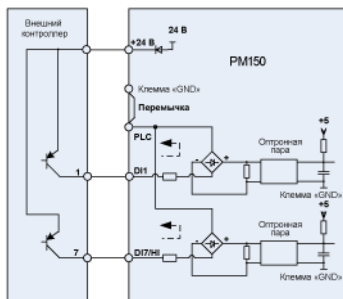 Внешний
контроллер
24 В
+24 В
PM150
Клемма «GND»
Перемычка
PLC
+5
Оптронная
пара
1
DI1
- +
Клемма «GND»
+5
Оптронная
пара
7
DI7/HI
- +
Клемма «GND»